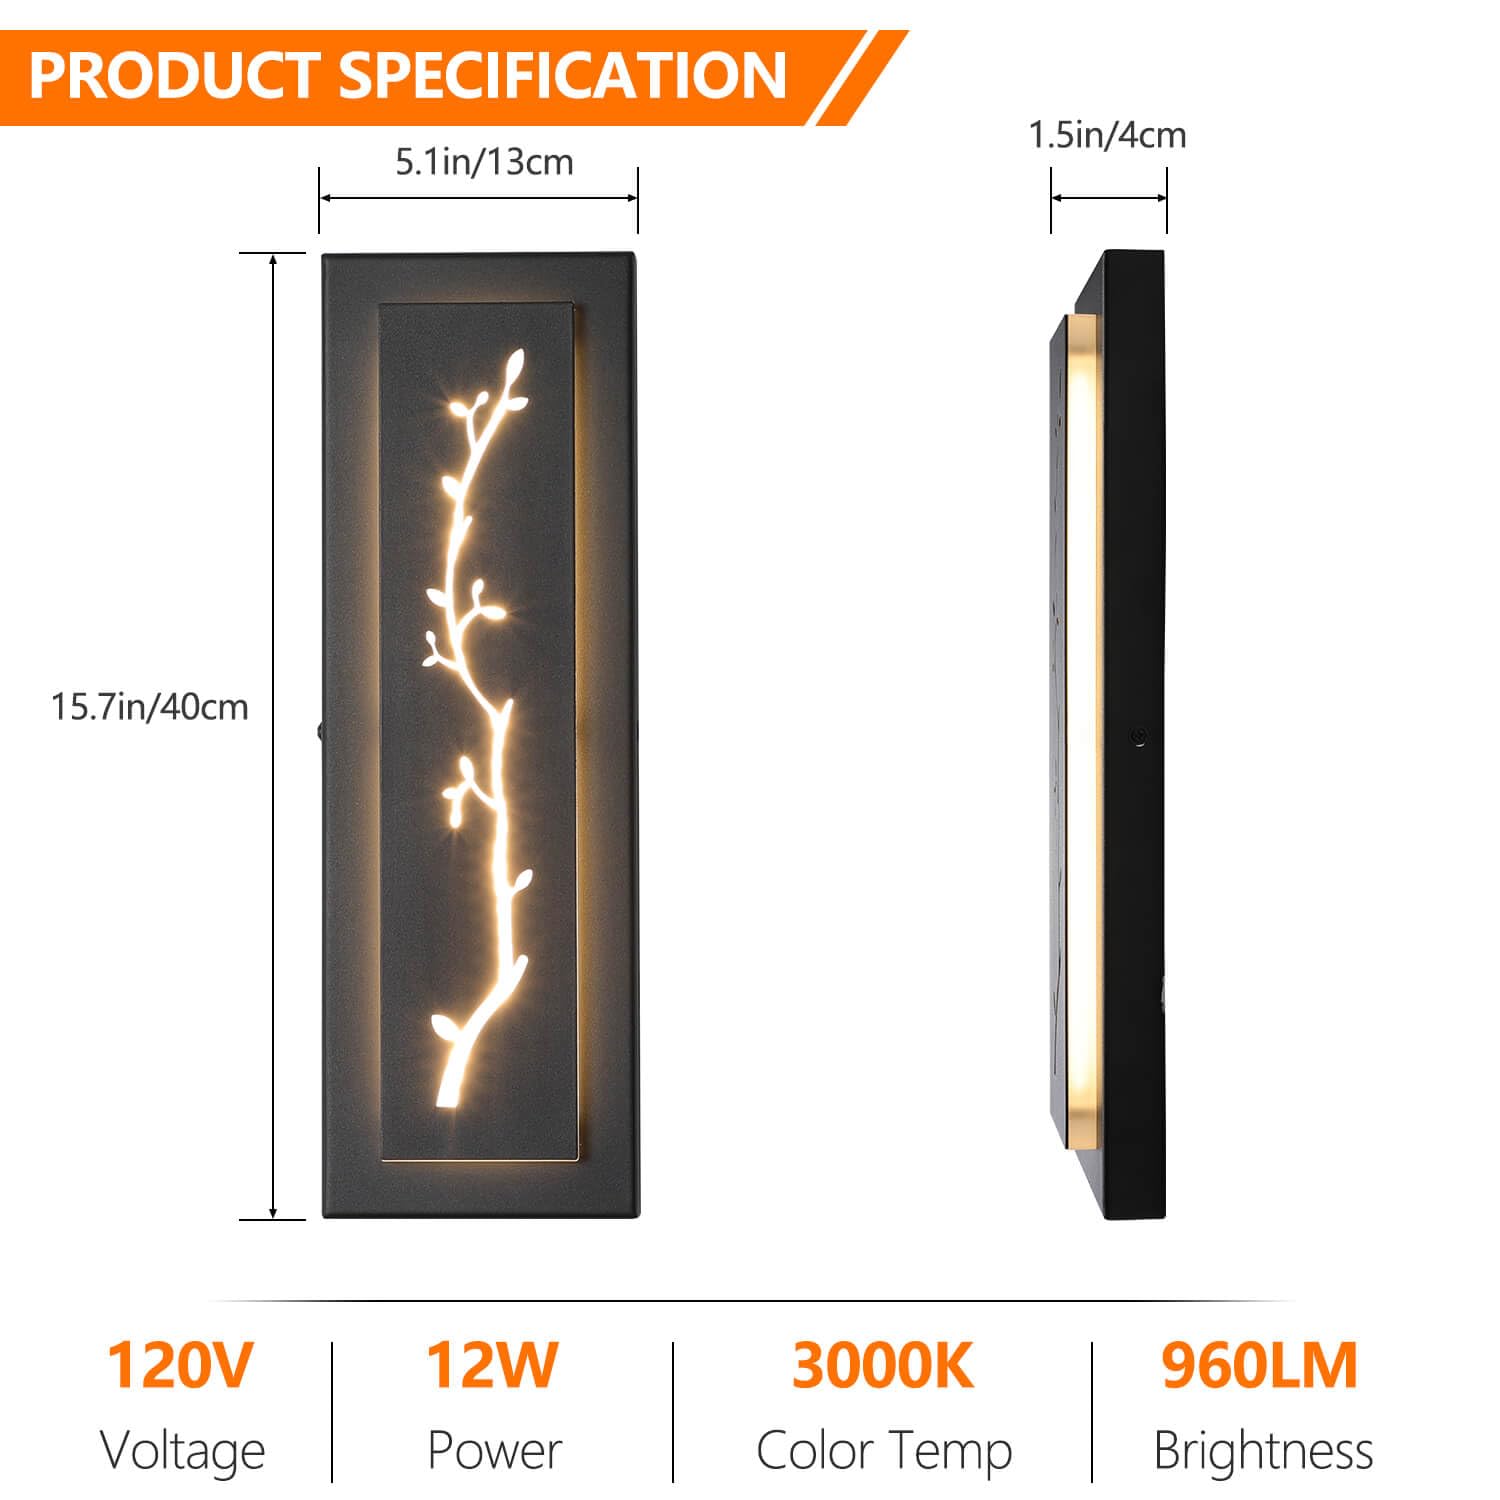 PRODUCT SPECIFICATION
5.1in/13cm
1.5in/4cm
15.7in/40cm
120V
Voltage
12W
Power
3000K
Color Temp
960LM
Brightness